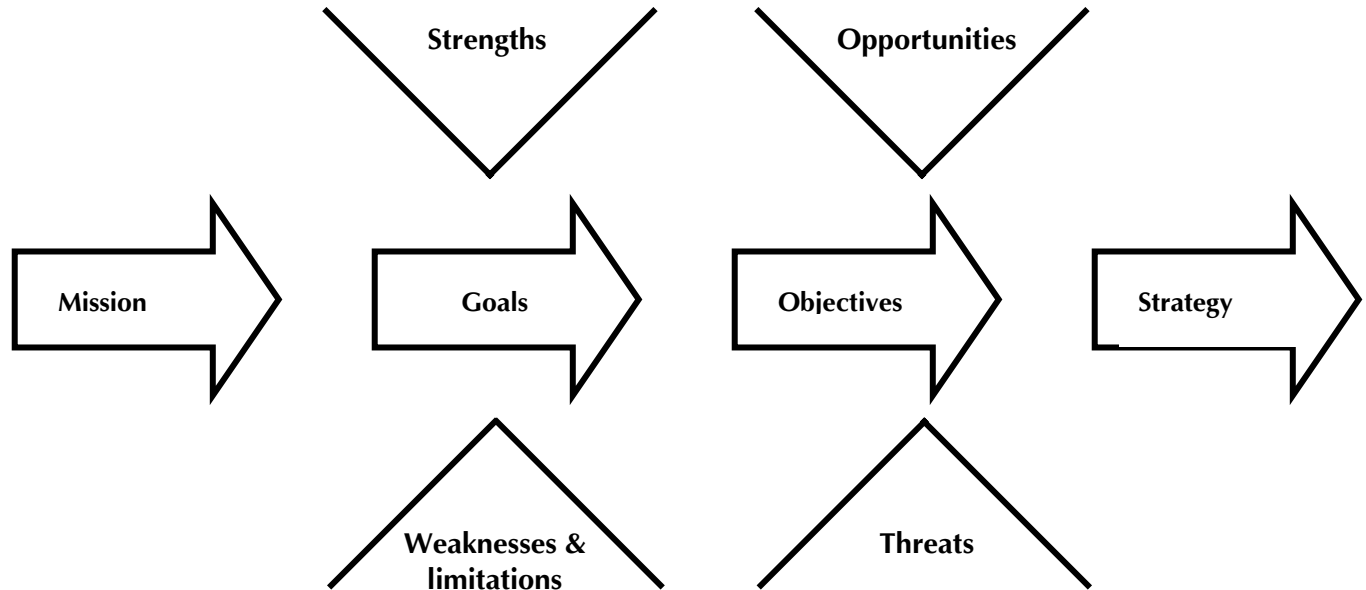 Strengths
Opportunities
Mission
Goals
Objectives
Strategy
Weaknesses &
limitations
Threats